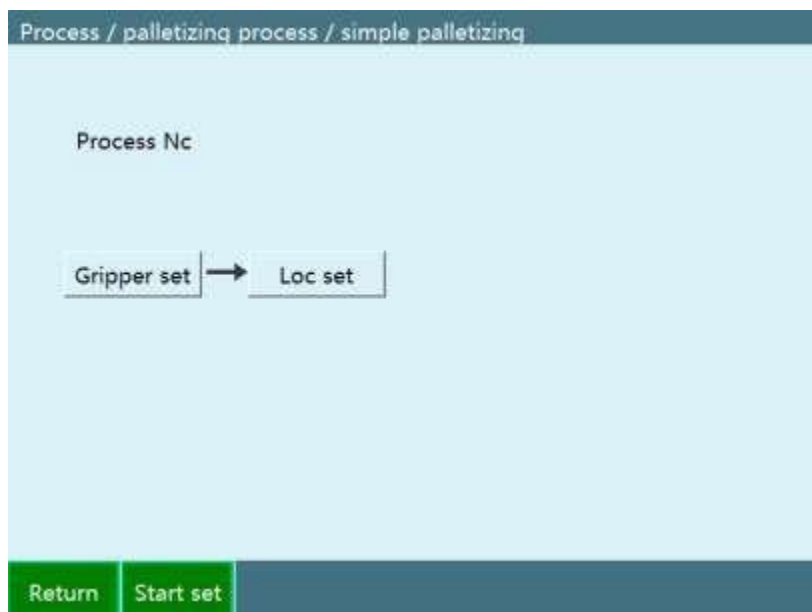 Process / palletizing process / simple palletizing
Process Nc
Gripper set
Loc set
Return
Start set